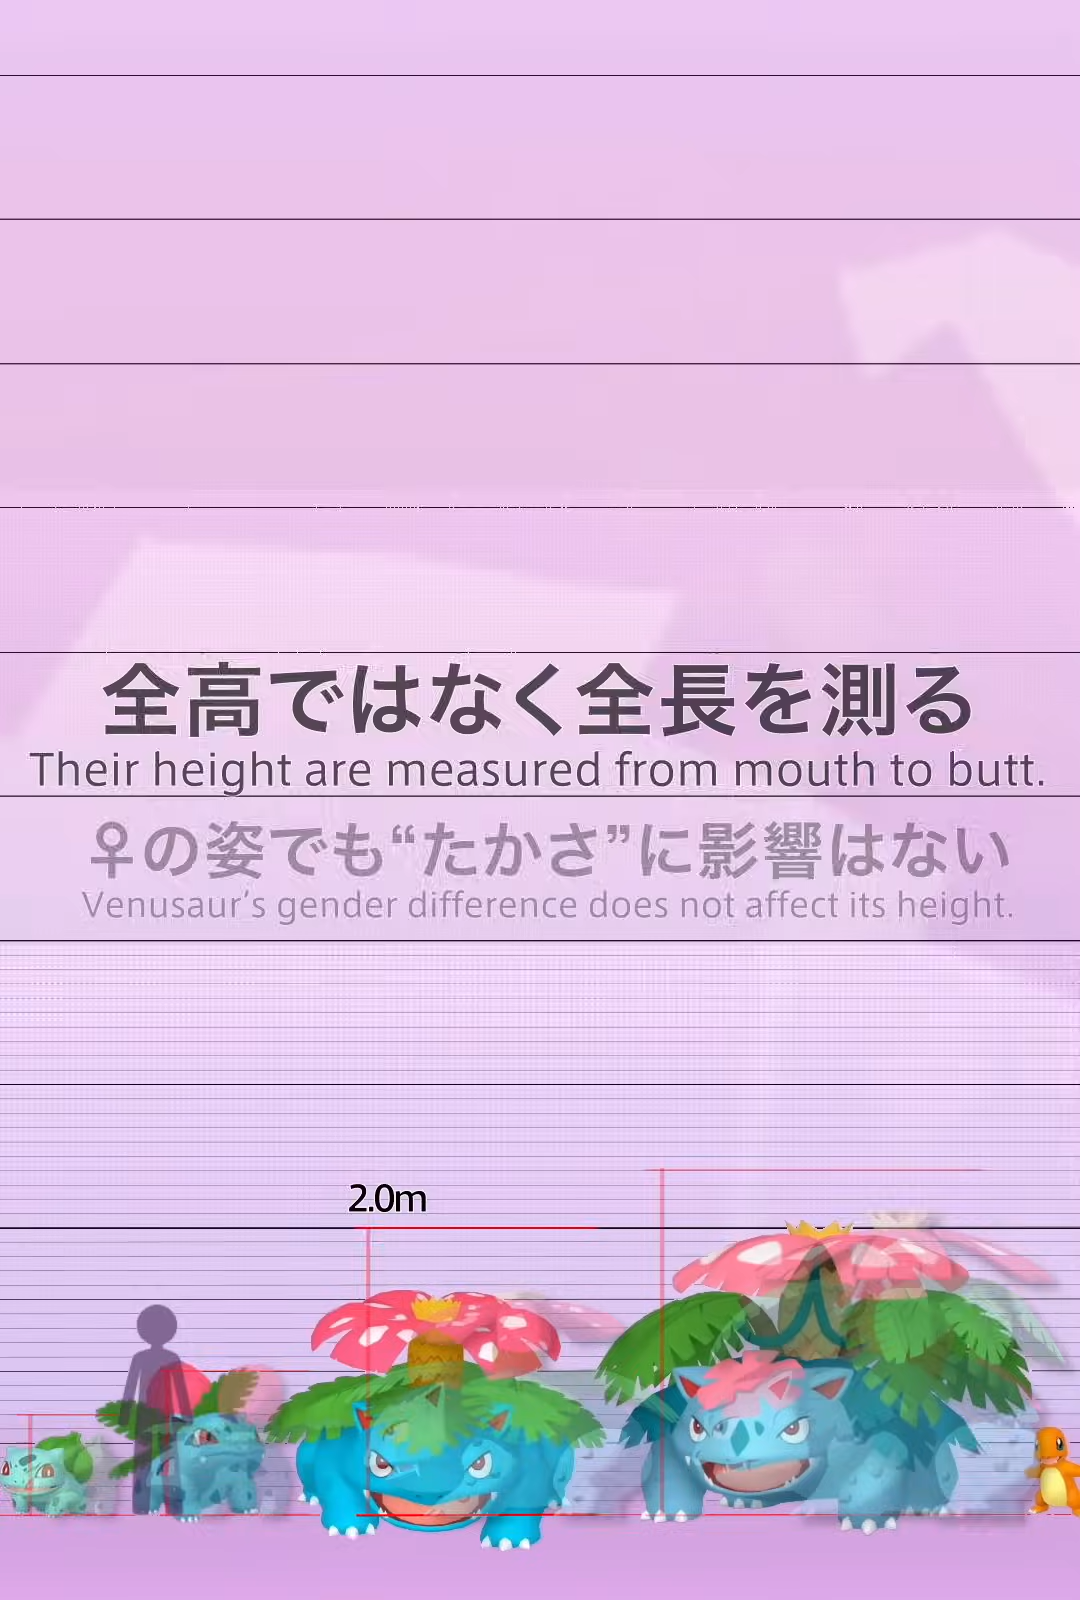 全高ではなく全長を測る
Their height are measured from mouth to butt.
♀の姿でも“たかさ”に影響はない
Venusaur's gender difference does not affect its height.
2.0m